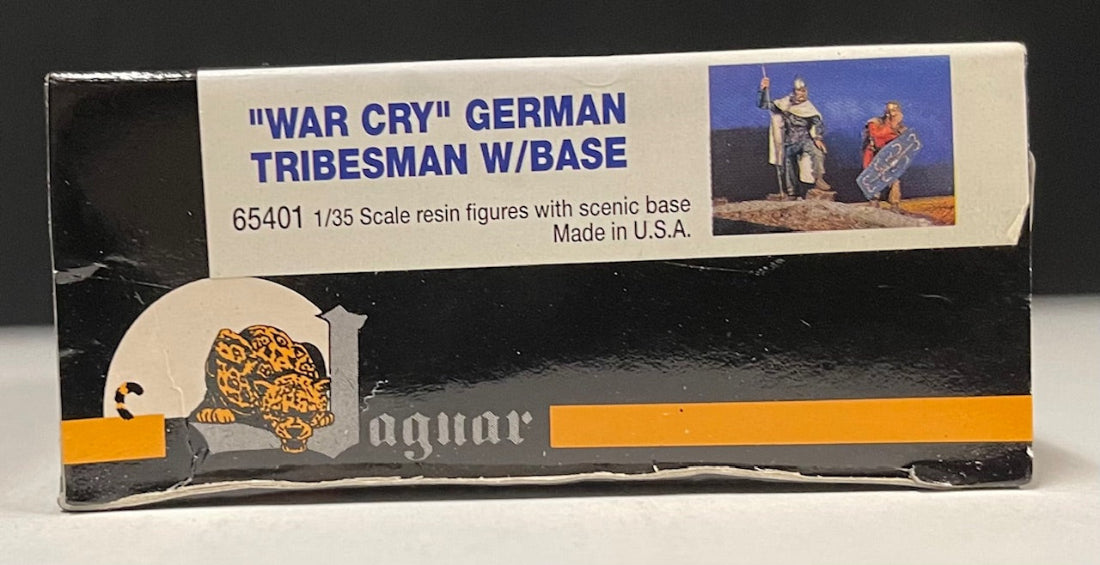 "WAR CRY" GERMAN
TRIBESMAN W/BASE
65401 1/35 Scale resin figures with scenic base
Made in U.S.A.
Jaguar